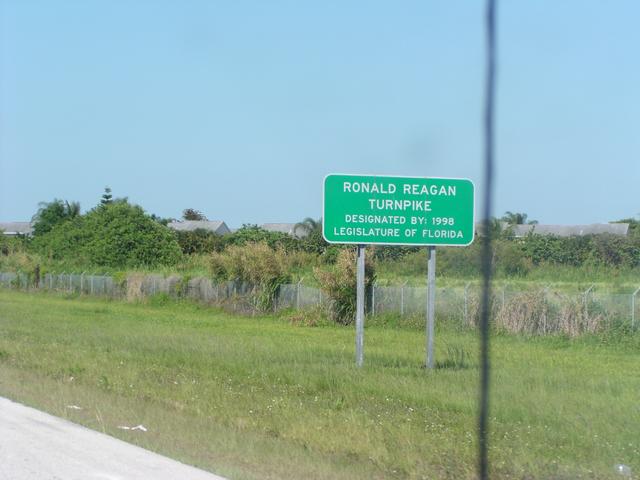 RONALD REAGAN
TURNPIKE
DESIGNATED BY: 1998
LEGISLATURE OF FLORIDA